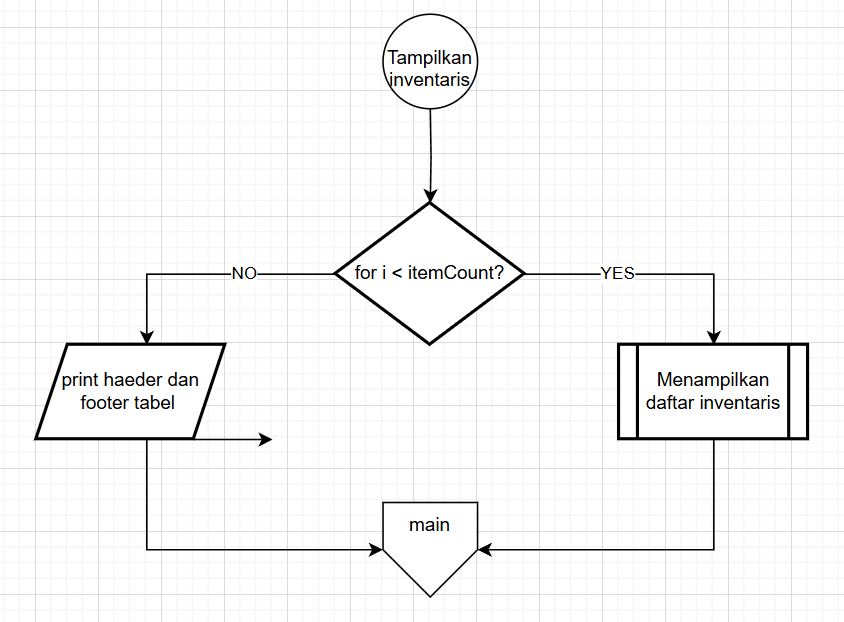 Tampilkan
inventaris
for i < itemCount?
NO
YES
print haeder dan
footer tabel
Menampilkan
daftar inventaris
main